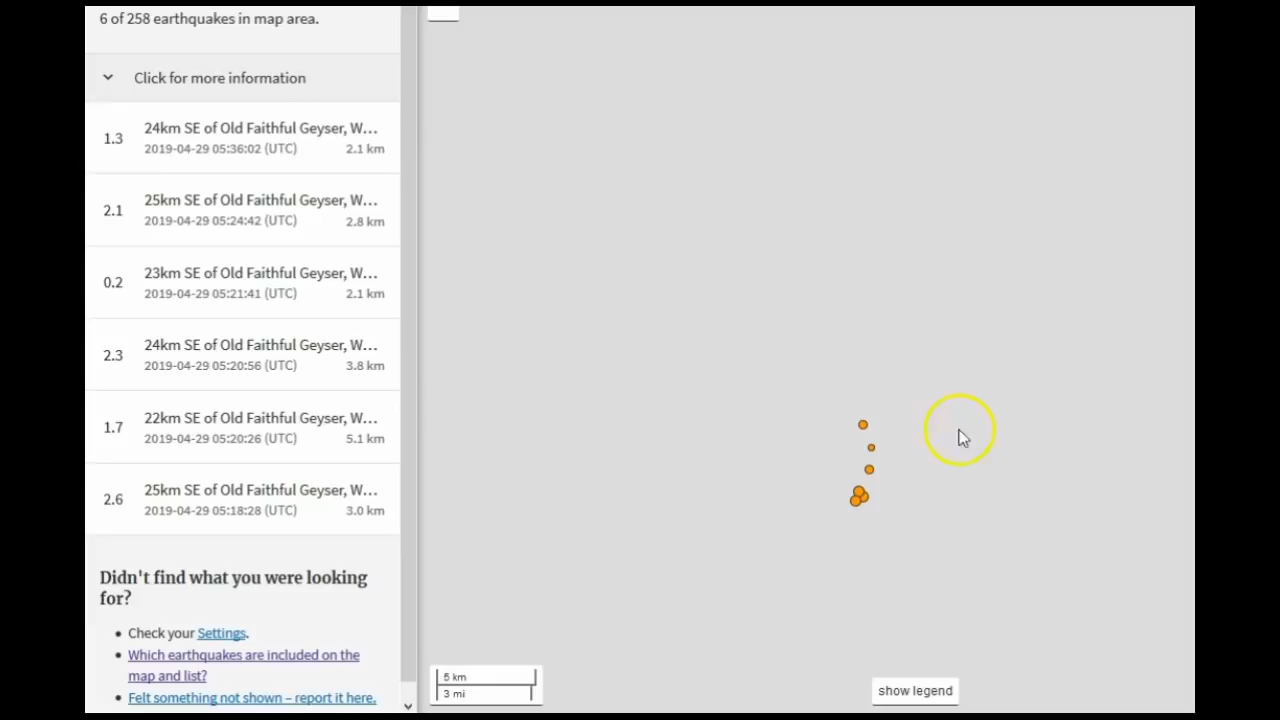 6 of 258 earthquakes in map area.
Click for more information
1.3
24km SE of Old Faithful Geyser, W...
2019-04-29 05:36:02 (UTC) 2.1 km
2.1
25km SE of Old Faithful Geyser, W...
2019-04-29 05:24:42 (UTC) 2.8 km
0.2
23km SE of Old Faithful Geyser, W...
2019-04-29 05:21:41 (UTC) 2.1 km
2.3
24km SE of Old Faithful Geyser, W...
2019-04-29 05:20:56 (UTC) 3.8 km
1.7
22km SE of Old Faithful Geyser, W...
2019-04-29 05:20:26 (UTC) 5.1 km
2.6
25km SE of Old Faithful Geyser, W...
2019-04-29 05:18:28 (UTC) 3.0 km
Didn't find what you were looking
for?
Check your Settings.
Which earthquakes are included on the
map and list?
Felt something not shown – report it here.
5 km
3 mi
show legend